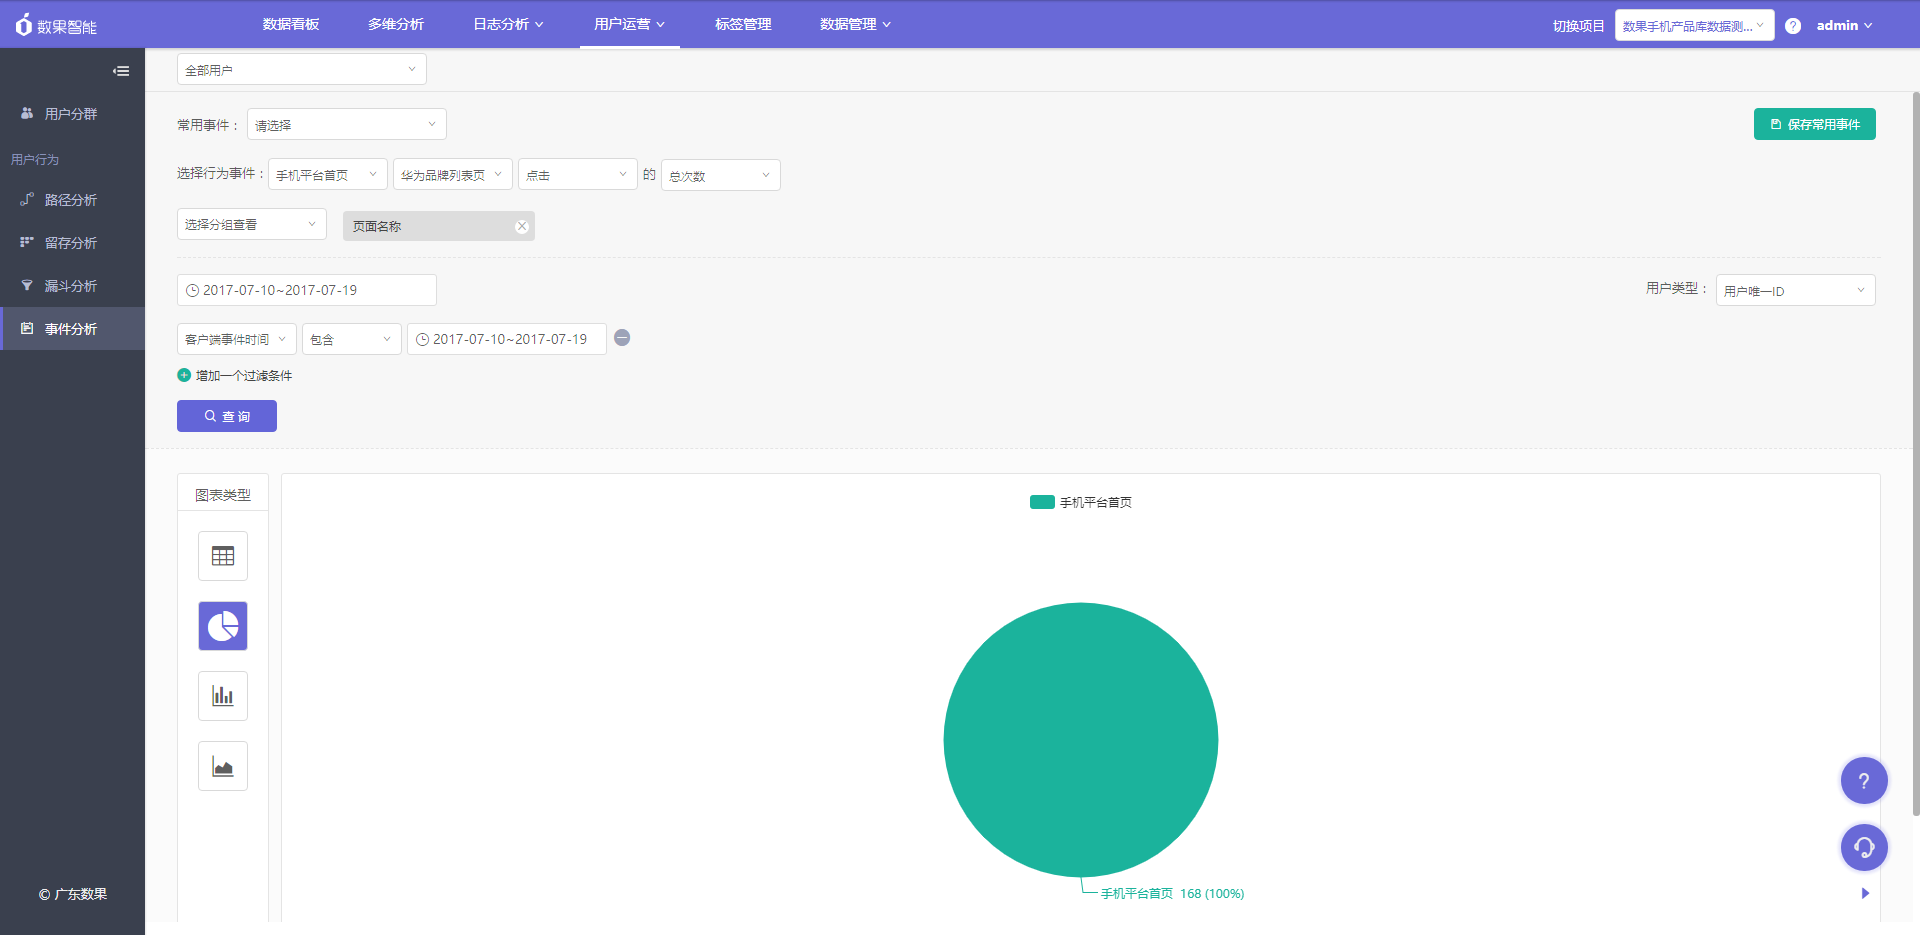 数果智能
数据看板
多维分析
日志分析
用户运营
标签管理
数据管理
切换项目
数果手机产品库数据测...
?
admin
全部用户
用户分群
用户行为
路径分析
留存分析
漏斗分析
事件分析
© 广东数果
常用事件：
请选择
保存常用事件
选择行为事件：
手机平台首页
华为品牌列表页
点击
的
总次数
选择分组查看
页面名称
2017-07-10~2017-07-19
用户类型：
用户唯一ID
客户端事件时间
包含
2017-07-10~2017-07-19
增加一个过滤条件
查 询
图表类型
手机平台首页
手机平台首页 168 (100%)
?